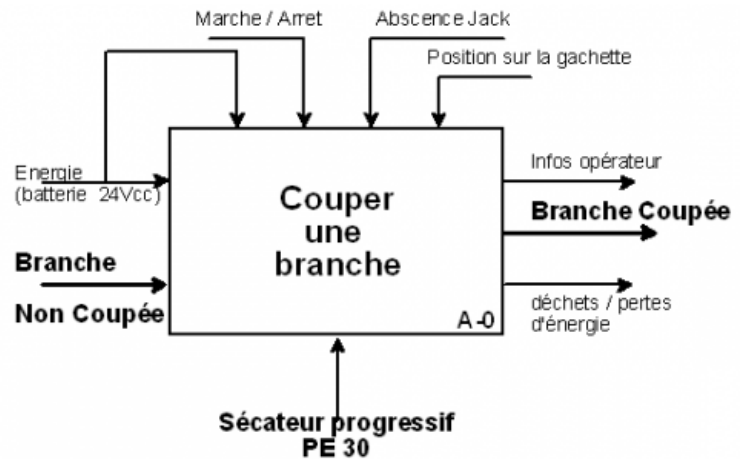 Marche / Arret
Abscence Jack
Position sur la gachette
Energie
(batterie 24Vcc)
Infos opérateur
Couper
une
branche
Branche Coupée
Branche
Non Coupée
déchets / pertes
d'énergie
A-0
Sécateur progressif
PE 30